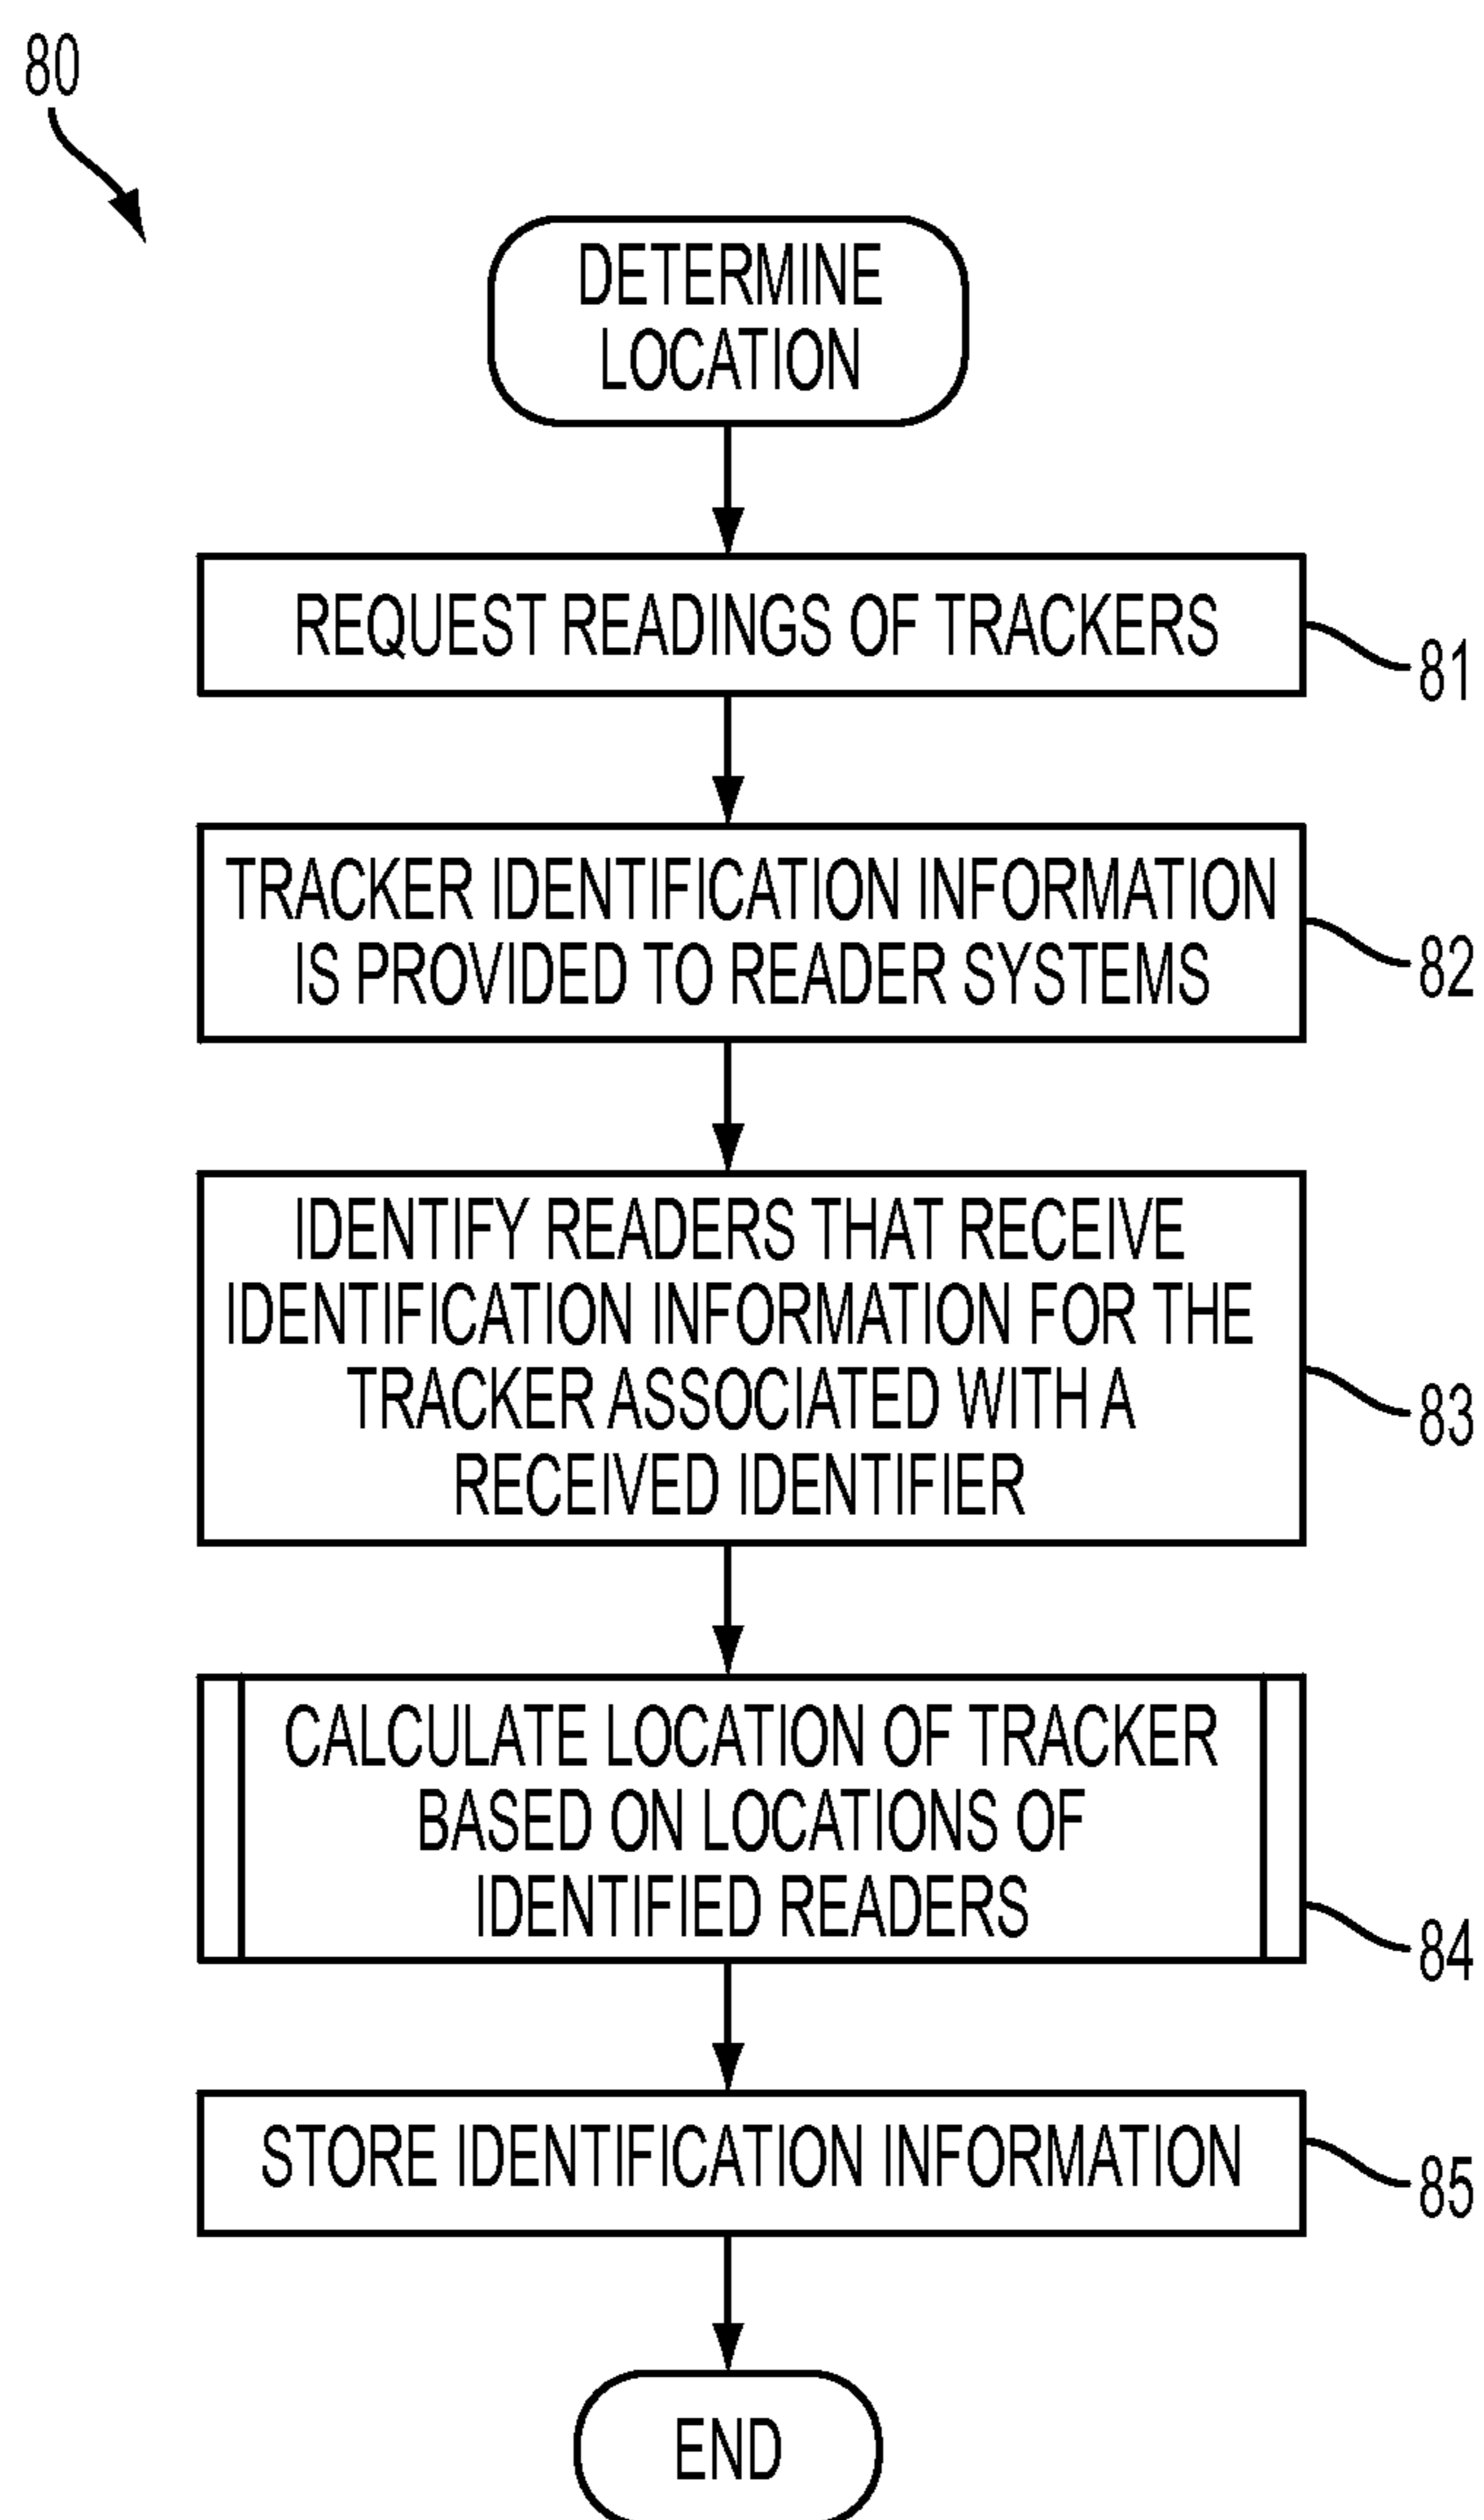 80
DETERMINE
LOCATION
REQUEST READINGS OF TRACKERS
81
TRACKER IDENTIFICATION INFORMATION
IS PROVIDED TO READER SYSTEMS
82
IDENTIFY READERS THAT RECEIVE
IDENTIFICATION INFORMATION FOR THE
TRACKER ASSOCIATED WITH A
RECEIVED IDENTIFIER
83
CALCULATE LOCATION OF TRACKER
BASED ON LOCATIONS OF
IDENTIFIED READERS
84
STORE IDENTIFICATION INFORMATION
85
END